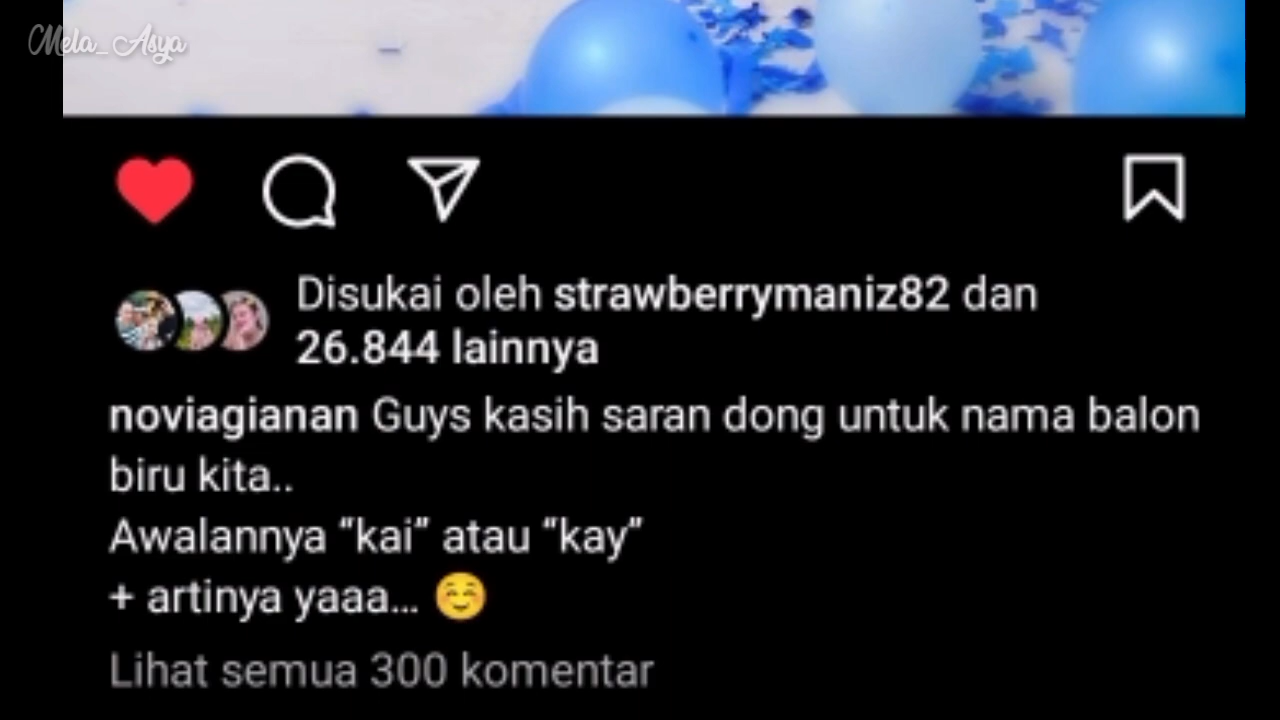 Mela_Asya
Disukai oleh strawberrymaniz82 dan
26.844 lainnya
noviagianan Guys kasih saran dong untuk nama balon
biru kita..
Awalannya “kai” atau “kay”
+ artinya yaaa... ☺️
Lihat semua 300 komentar